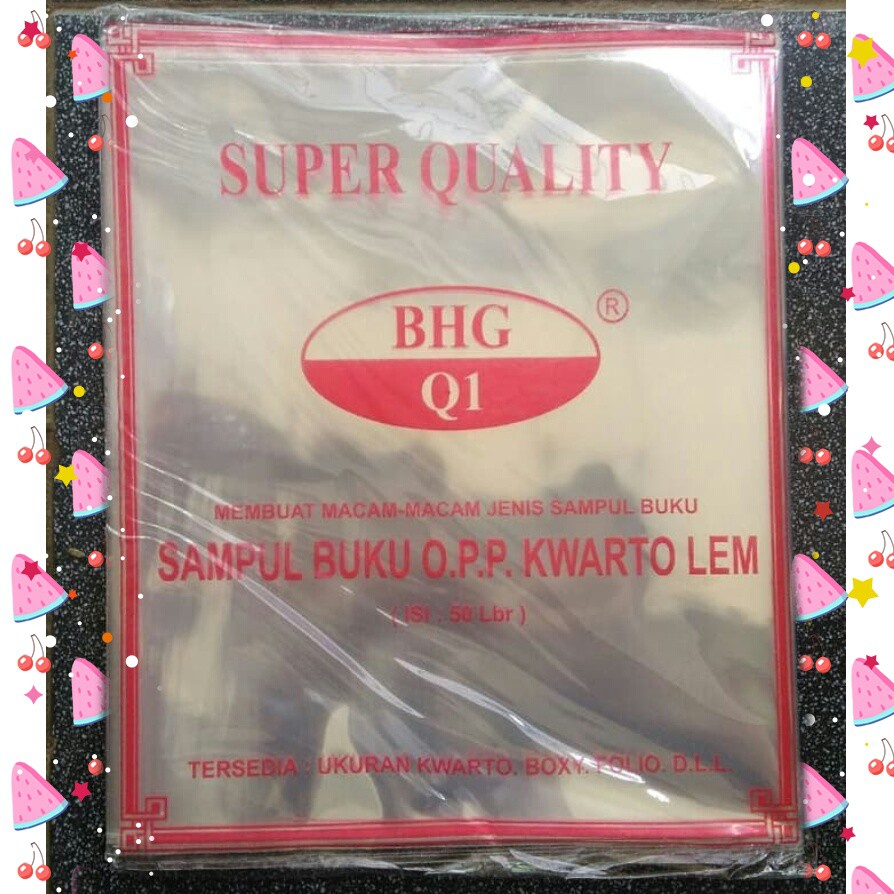 SUPER QUALITY
BHG ®
Q1
MEMBUAT MACAM-MACAM JENIS SAMPUL BUKU
SAMPUL BUKU O.P.P. KWARTO LEM
( ISI : 50 Lbr )
TERSEDIA : UKURAN KWARTO. BOXY. FOLIO. D.L.L.